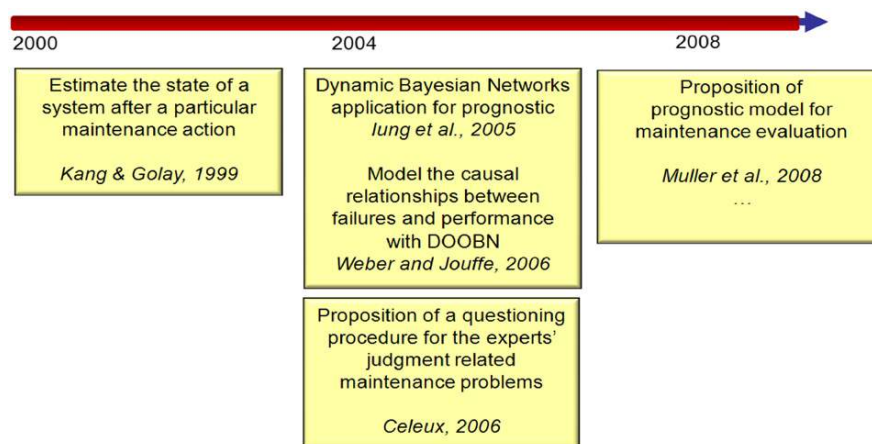 2000
2004
2008
Estimate the state of a
system after a particular
maintenance action
Kang & Golay, 1999
Dynamic Bayesian Networks
application for prognostic
Iung et al., 2005
Model the causal
relationships between
failures and performance
with DOOBN
Weber and Jouffe, 2006
Proposition of a questioning
procedure for the experts’
judgment related
maintenance problems
Celeux, 2006
Proposition of
prognostic model for
maintenance evaluation
Muller et al., 2008
…